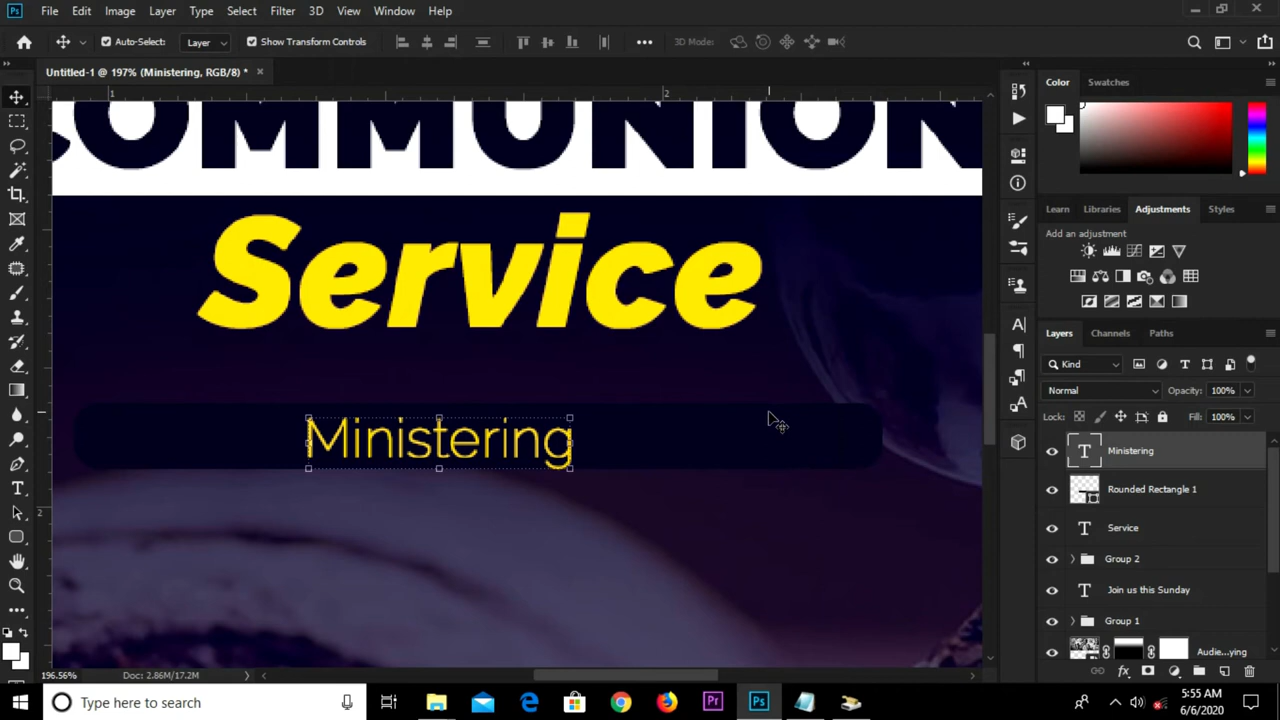 File Edit Image Layer Type Select Filter 3D View Window Help
Auto-Select: Layer Show Transform Controls 3D Mode:
Untitled-1 @ 197% (Ministering, RGB/8) *
1 2
COMMUNION
Service
Ministering
2
196.56% Doc: 2.86M/17.2M
Color Swatches
Learn Libraries Adjustments Styles
Add an adjustment
Layers Channels Paths
Kind
Normal Opacity: 100%
Lock: Fill: 100%
Ministering
Rounded Rectangle 1
Service
Group 2
Join us this Sunday
Group 1
Audie...ying
Type here to search
5:55 AM
6/6/2020